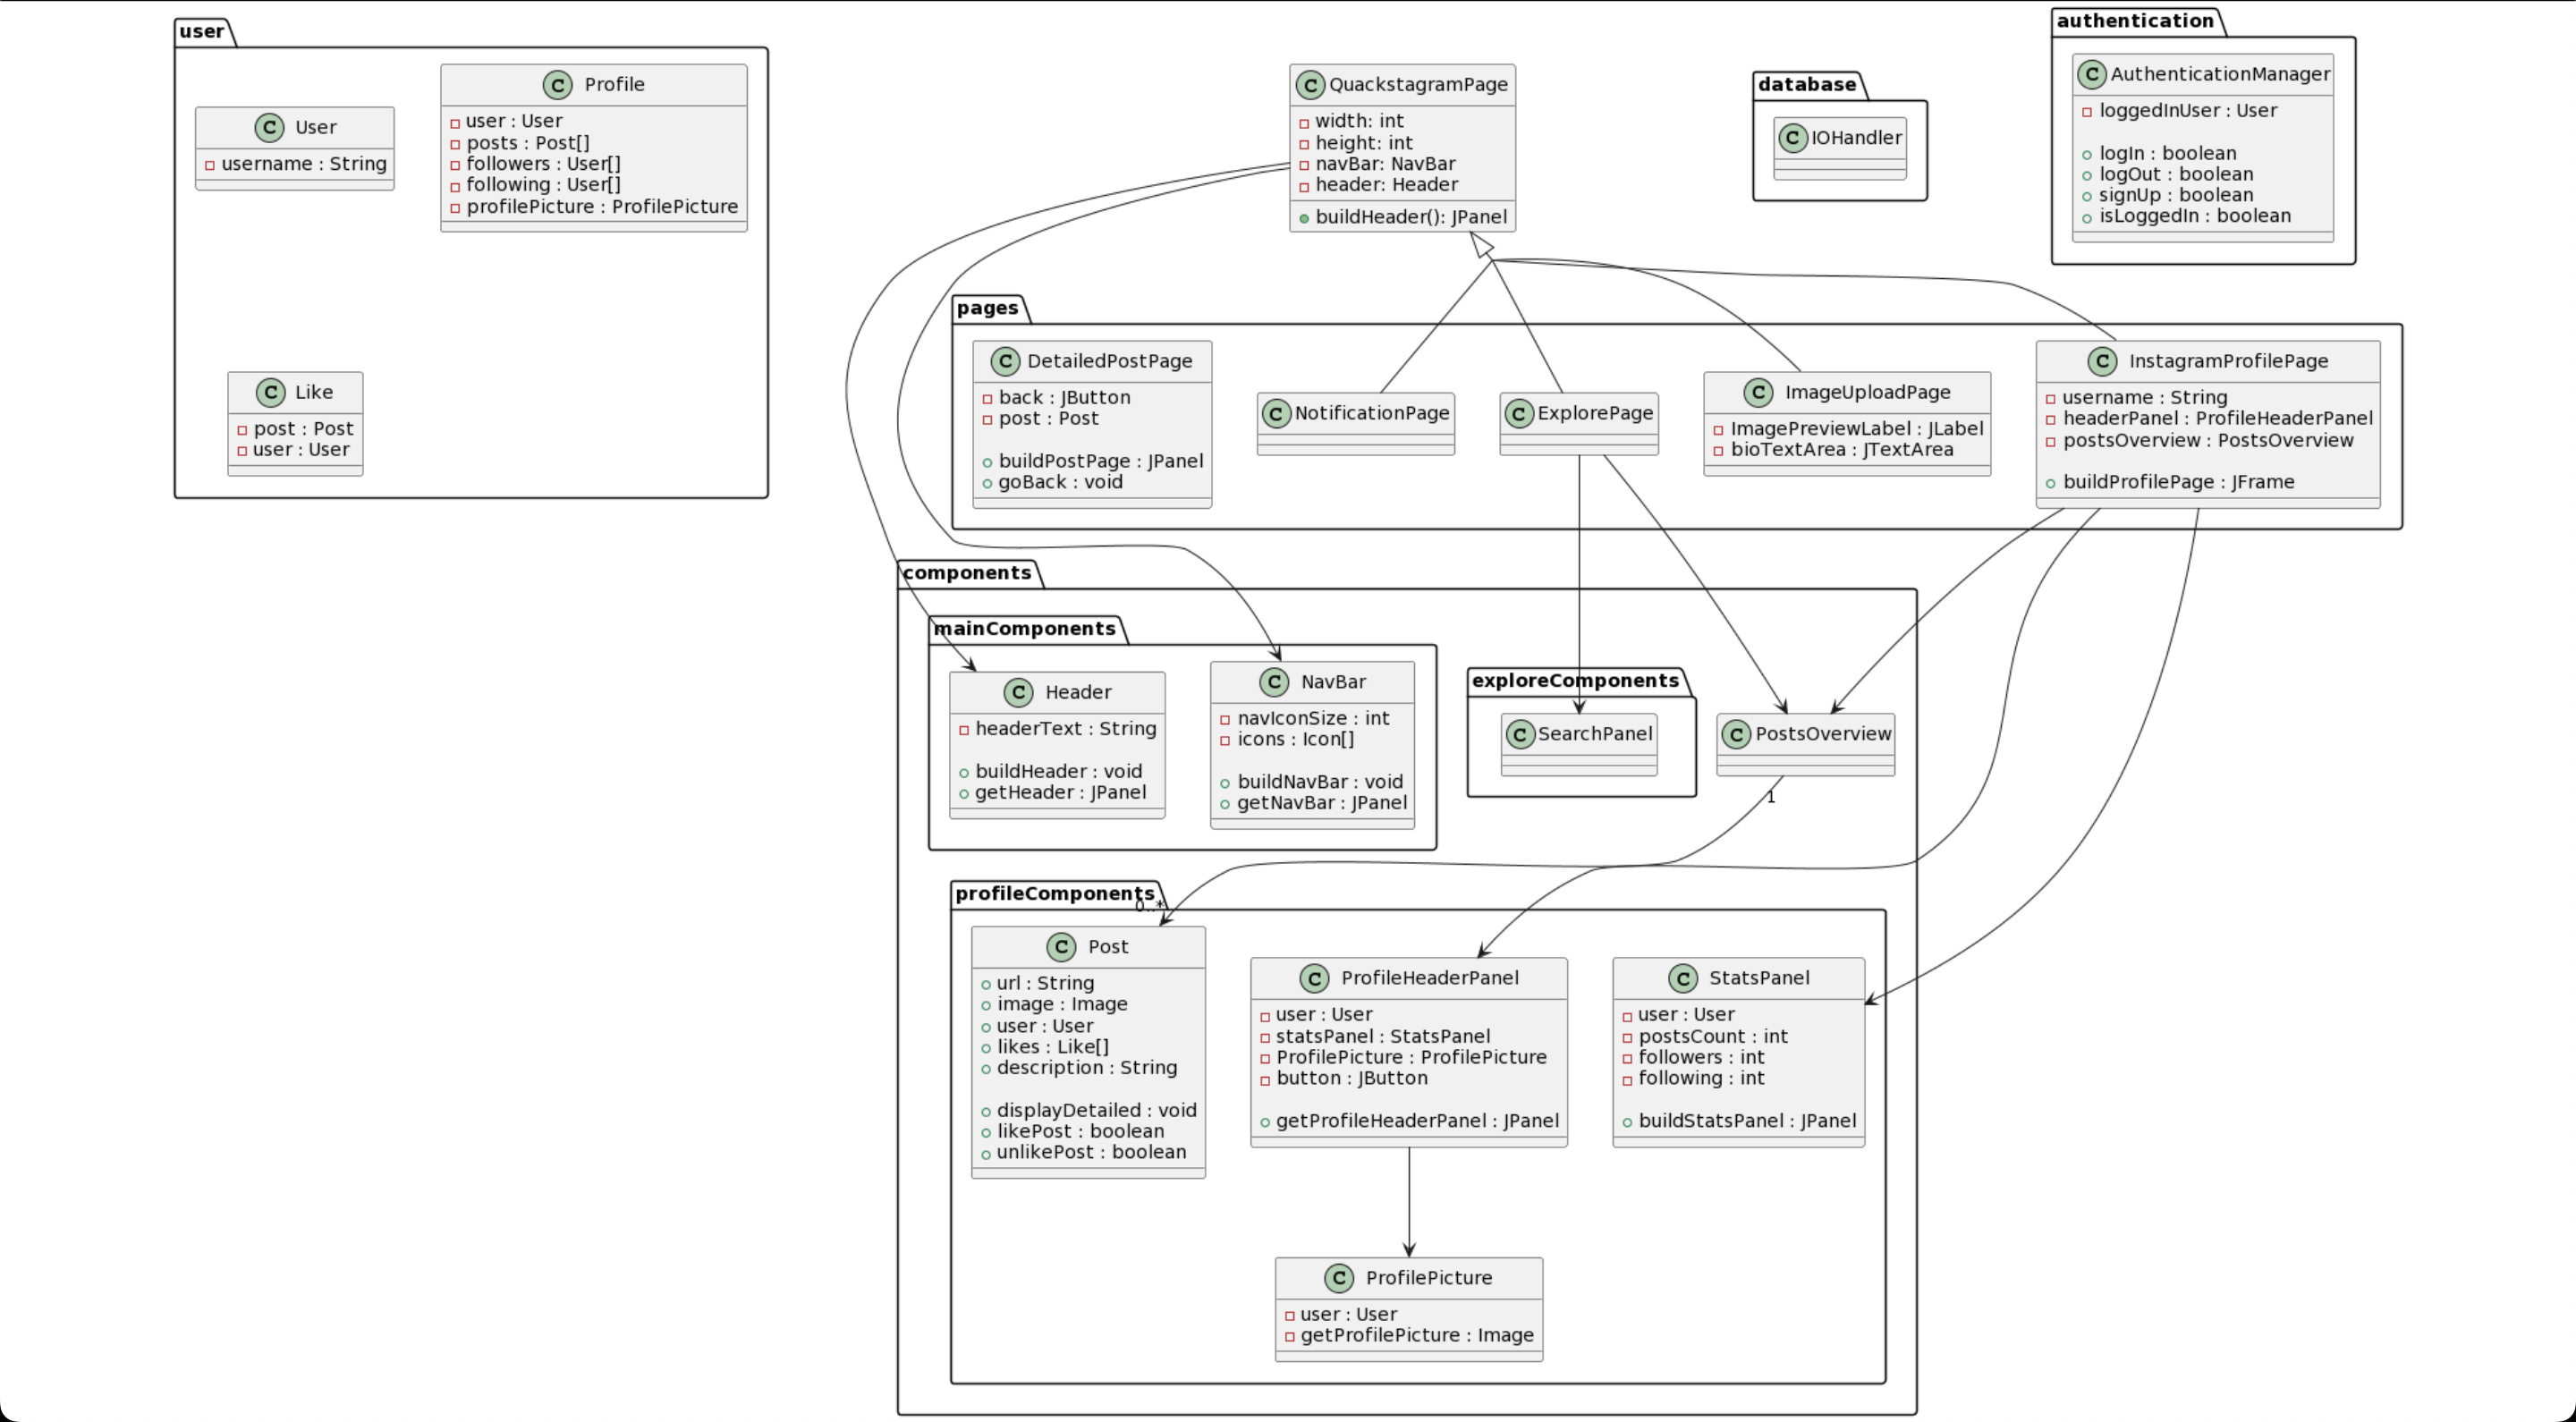 user
C User
username : String
C Profile
user : User
posts : Post[]
followers : User[]
following : User[]
profilePicture : ProfilePicture
C Like
post : Post
user : User
C QuackstagramPage
width: int
height: int
navBar: NavBar
header: Header
buildHeader(): JPanel
database
C IOHandler
authentication
C AuthenticationManager
loggedInUser : User
logIn : boolean
logOut : boolean
signUp : boolean
isLoggedIn : boolean
pages
C DetailedPostPage
back : JButton
post : Post
buildPostPage : JPanel
goBack : void
C NotificationPage
C ExplorePage
C ImageUploadPage
ImagePreviewLabel : JLabel
bioTextArea : JTextArea
C InstagramProfilePage
username : String
headerPanel : ProfileHeaderPanel
postsOverview : PostsOverview
buildProfilePage : JFrame
components
mainComponents
C Header
headerText : String
buildHeader : void
getHeader : JPanel
C NavBar
navIconSize : int
icons : Icon[]
buildNavBar : void
getNavBar : JPanel
exploreComponents
C SearchPanel
C PostsOverview
1
profileComponents
0..*
C Post
url : String
image : Image
user : User
likes : Like[]
description : String
displayDetailed : void
likePost : boolean
unlikePost : boolean
C ProfileHeaderPanel
user : User
statsPanel : StatsPanel
ProfilePicture : ProfilePicture
button : JButton
getProfileHeaderPanel : JPanel
C StatsPanel
user : User
postsCount : int
followers : int
following : int
buildStatsPanel : JPanel
C ProfilePicture
user : User
getProfilePicture : Image